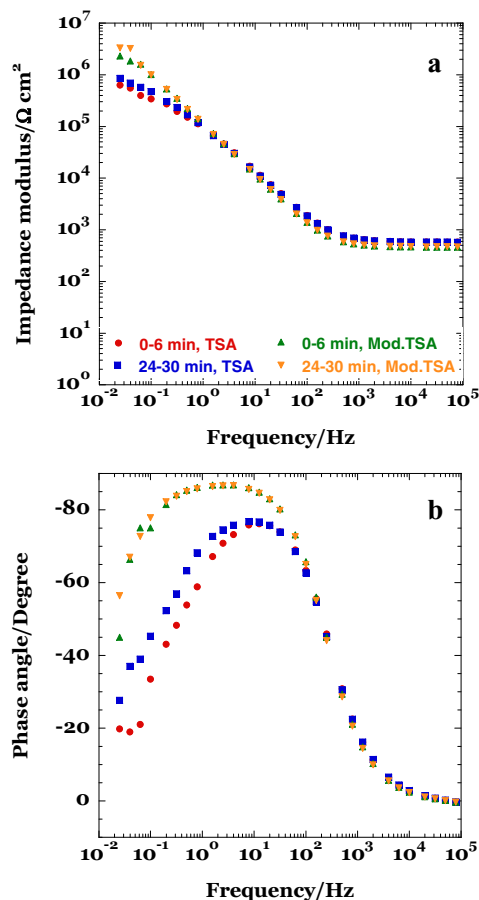 a
Impedance modulus/Ω cm²
10⁷
10⁶
10⁵
10⁴
10³
10²
10¹
10⁰
0-6 min, TSA
0-6 min, Mod.TSA
24-30 min, TSA
24-30 min, Mod.TSA
10⁻² 10⁻¹ 10⁰ 10¹ 10² 10³ 10⁴ 10⁵
Frequency/Hz
b
Phase angle/Degree
-80
-60
-40
-20
0
10⁻² 10⁻¹ 10⁰ 10¹ 10² 10³ 10⁴ 10⁵
Frequency/Hz